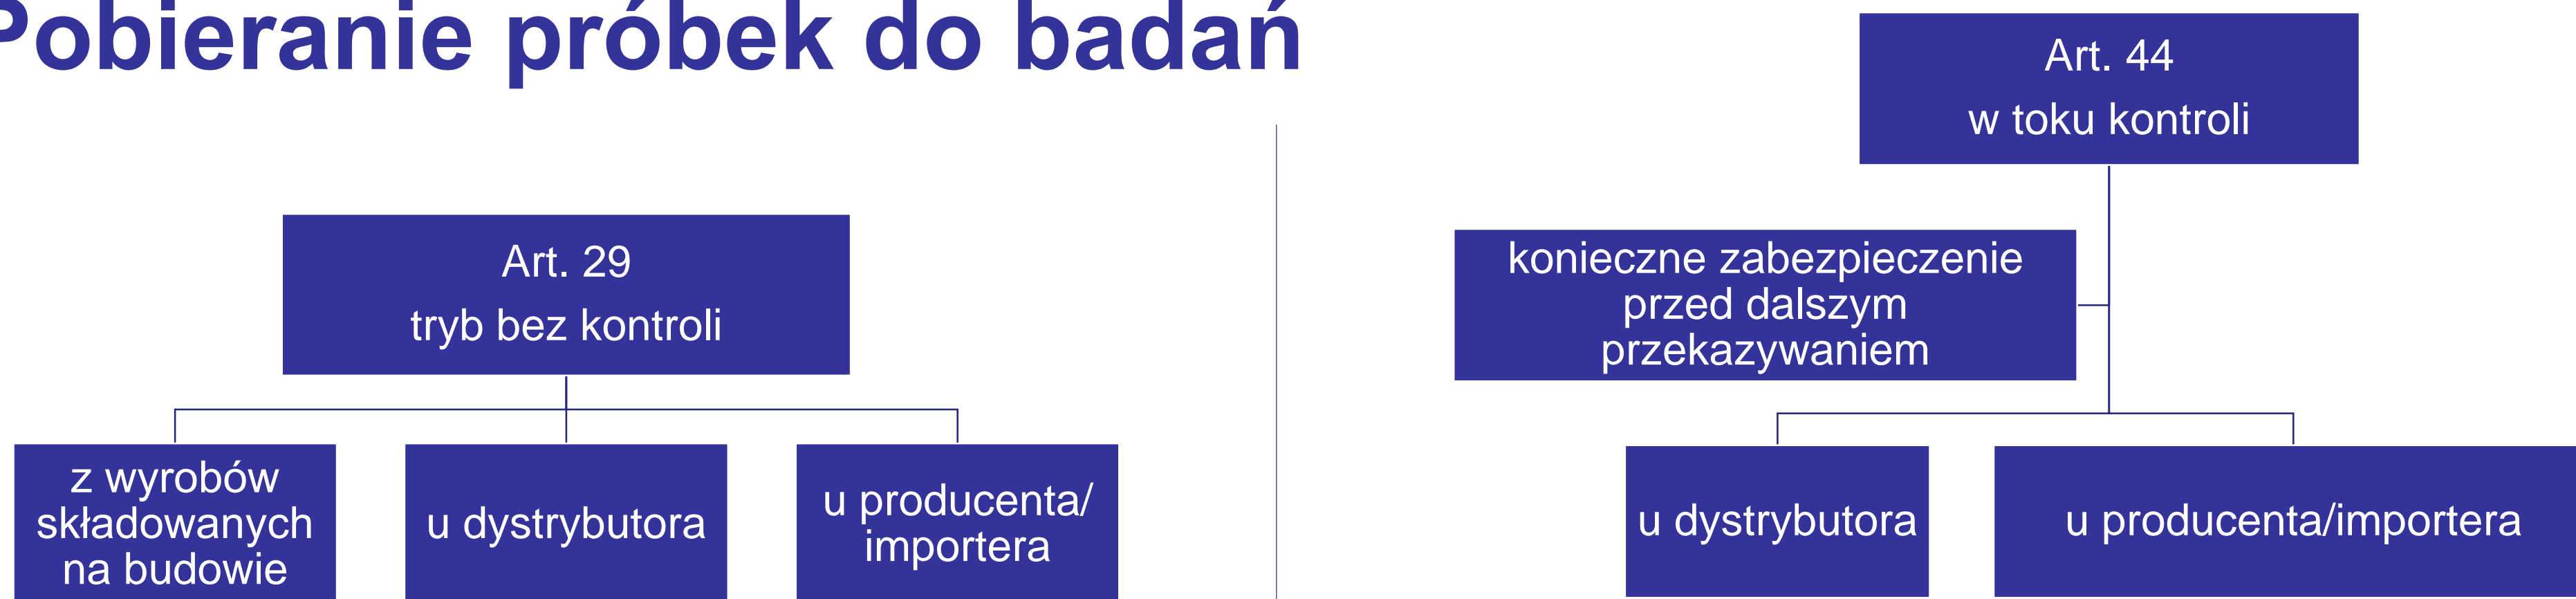 Pobieranie próbek do badań
Art. 29
tryb bez kontroli
z wyrobów
składowanych
na budowie
u dystrybutora
u producenta/
importera
Art. 44
w toku kontroli
konieczne zabezpieczenie
przed dalszym
przekazywaniem
u dystrybutora
u producenta/importera